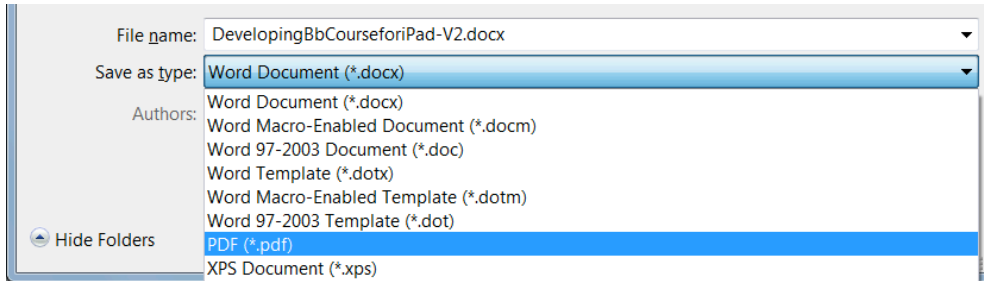 File name: DevelopingBbCourseforiPad-V2.docx
Save as type: Word Document (*.docx)
Authors:
Word Document (*.docx)
Word Macro-Enabled Document (*.docm)
Word 97-2003 Document (*.doc)
Word Template (*.dotx)
Word Macro-Enabled Template (*.dotm)
Word 97-2003 Template (*.dot)
Hide Folders
PDF (*.pdf)
XPS Document (*.xps)